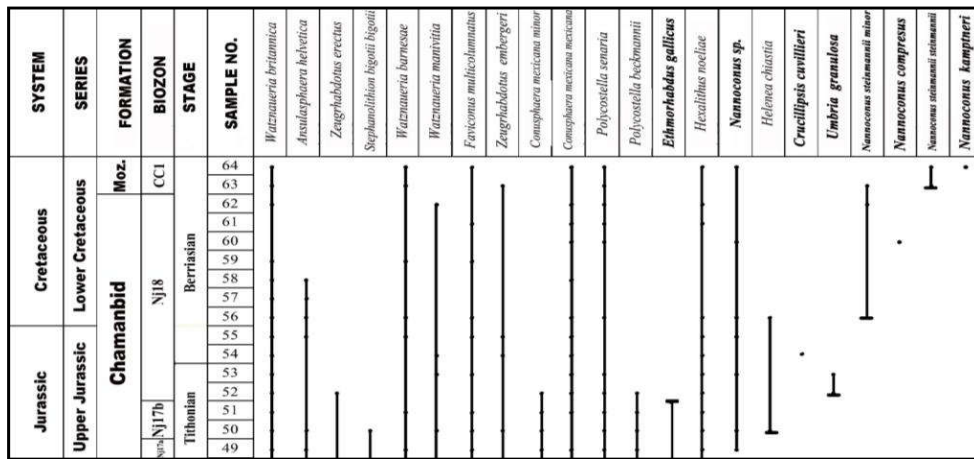 SYSTEM
SERIES
FORMATION
BIOZON
STAGE
SAMPLE NO.
Watznaueria britannica
Ansulasphaera helvetica
Zeugrhabdotus erectus
Stephanolithion bigotii bigotii
Watznaueria barnesae
Watznaueria manivitia
Faviconus multicolumnatus
Zeugrhabdotus embergeri
Conusphaera mexicana minor
Conusphaera mexicana mexicana
Polycostella senaria
Polycostella beckmannii
Ethmorhabdus gallicus
Hexalithus noeliae
Nannoconus sp.
Helenea chiastia
Crucillipsis cuvillieri
Umbria granulosa
Nannoconus steinmannii minor
Nannoconus compresus
Nannoconus steinmannii steinmannii
Nannoconus kamptneri
Cretaceous
Jurassic
Lower Cretaceous
Upper Jurassic
Moz.
Chamanbid
CC1
Nj18
Nj17b
Nj17a
Berriasian
Tithonian
64
63
62
61
60
59
58
57
56
55
54
53
52
51
50
49